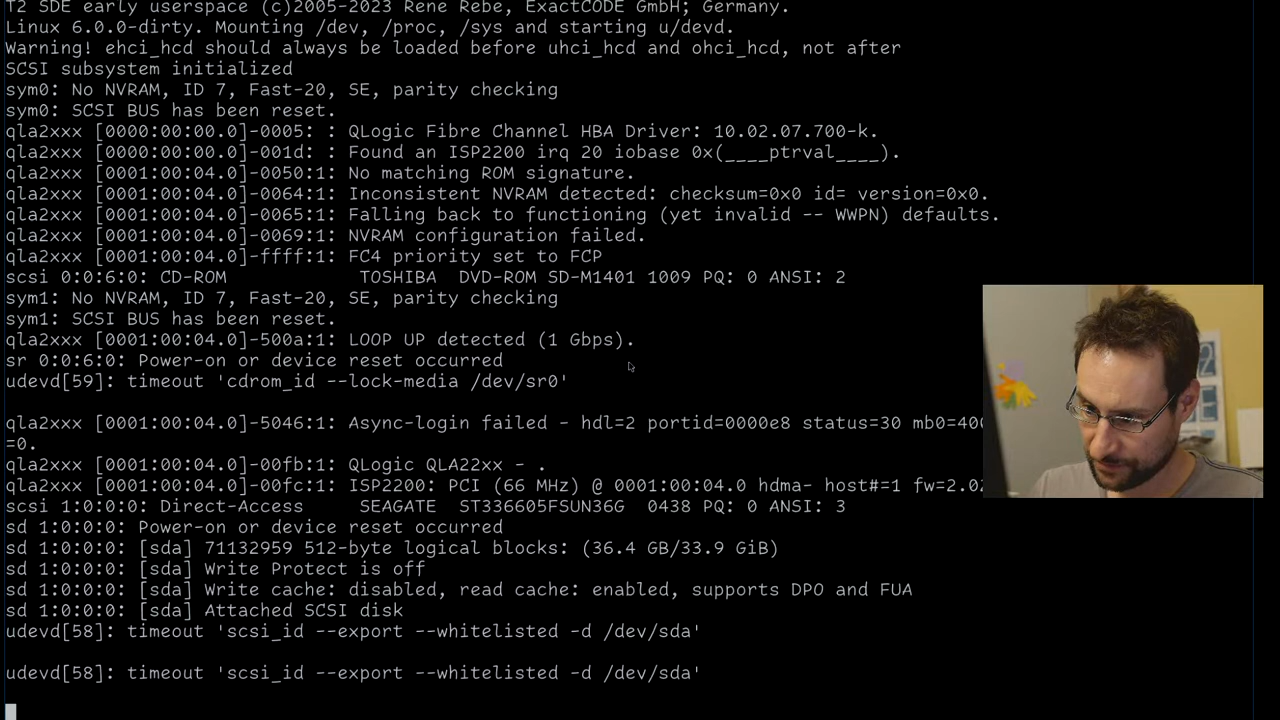 T2 SDE early userspace (c)2005-2023 Rene Rebe, ExactCODE GmbH; Germany.
Linux 6.0.0-dirty. Mounting /dev, /proc, /sys and starting u/devd.
Warning! ehci_hcd should always be loaded before uhci_hcd and ohci_hcd, not after
SCSI subsystem initialized
sym0: No NVRAM, ID 7, Fast-20, SE, parity checking
sym0: SCSI BUS has been reset.
qla2xxx [0000:00:00.0]-0005: : QLogic Fibre Channel HBA Driver: 10.02.07.700-k.
qla2xxx [0000:00:00.0]-001d: : Found an ISP2200 irq 20 iobase 0x(____ptrval____).
qla2xxx [0001:00:04.0]-0050:1: No matching ROM signature.
qla2xxx [0001:00:04.0]-0064:1: Inconsistent NVRAM detected: checksum=0x0 id= version=0x0.
qla2xxx [0001:00:04.0]-0065:1: Falling back to functioning (yet invalid -- WWPN) defaults.
qla2xxx [0001:00:04.0]-0069:1: NVRAM configuration failed.
qla2xxx [0001:00:04.0]-ffff:1: FC4 priority set to FCP
scsi 0:0:6:0: CD-ROM            TOSHIBA  DVD-ROM SD-M1401 1009 PQ: 0 ANSI: 2
sym1: No NVRAM, ID 7, Fast-20, SE, parity checking
sym1: SCSI BUS has been reset.
qla2xxx [0001:00:04.0]-500a:1: LOOP UP detected (1 Gbps).
sr 0:0:6:0: Power-on or device reset occurred
udevd[59]: timeout 'cdrom_id --lock-media /dev/sr0'
qla2xxx [0001:00:04.0]-5046:1: Async-login failed - hdl=2 portid=0000e8 status=30 mb0=400
=0.
qla2xxx [0001:00:04.0]-00fb:1: QLogic QLA22xx - .
qla2xxx [0001:00:04.0]-00fc:1: ISP2200: PCI (66 MHz) @ 0001:00:04.0 hdma- host#=1 fw=2.02
scsi 1:0:0:0: Direct-Access     SEAGATE  ST336605FSUN36G  0438 PQ: 0 ANSI: 3
sd 1:0:0:0: Power-on or device reset occurred
sd 1:0:0:0: [sda] 71132959 512-byte logical blocks: (36.4 GB/33.9 GiB)
sd 1:0:0:0: [sda] Write Protect is off
sd 1:0:0:0: [sda] Write cache: disabled, read cache: enabled, supports DPO and FUA
sd 1:0:0:0: [sda] Attached SCSI disk
udevd[58]: timeout 'scsi_id --export --whitelisted -d /dev/sda'
udevd[58]: timeout 'scsi_id --export --whitelisted -d /dev/sda'